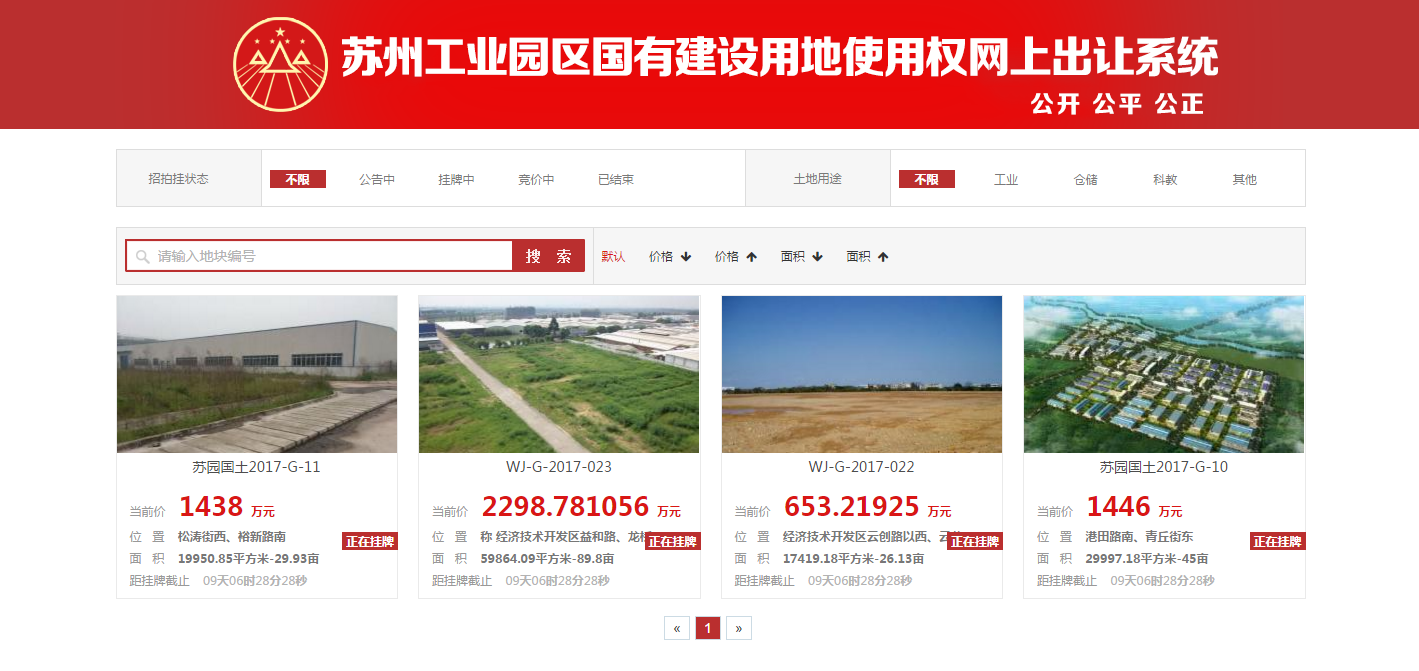 苏州工业园区国有建设用地使用权网上出让系统
公开 公平 公正
招拍挂状态 不限 公告中 挂牌中 竞价中 已结束 土地用途 不限 工业 仓储 科教 其他
请输入地块编号 搜 索 默认 价格 价格 面积 面积
苏园国土2017-G-11
当前价 1438 万元
位 置 松涛街西、裕新路南
正在挂牌
面 积 19950.85平方米-29.93亩
距挂牌截止 09天06时28分28秒
WJ-G-2017-023
当前价 2298.781056 万元
位 置 称 经济技术开发区益和路、龙
正在挂牌
面 积 59864.09平方米-89.8亩
距挂牌截止 09天06时28分28秒
WJ-G-2017-022
当前价 653.21925 万元
位 置 经济技术开发区云创路以西、
正在挂牌
面 积 17419.18平方米-26.13亩
距挂牌截止 09天06时28分28秒
苏园国土2017-G-10
当前价 1446 万元
位 置 港田路南、青丘街东
正在挂牌
面 积 29997.18平方米-45亩
距挂牌截止 09天06时28分28秒
« 1 »